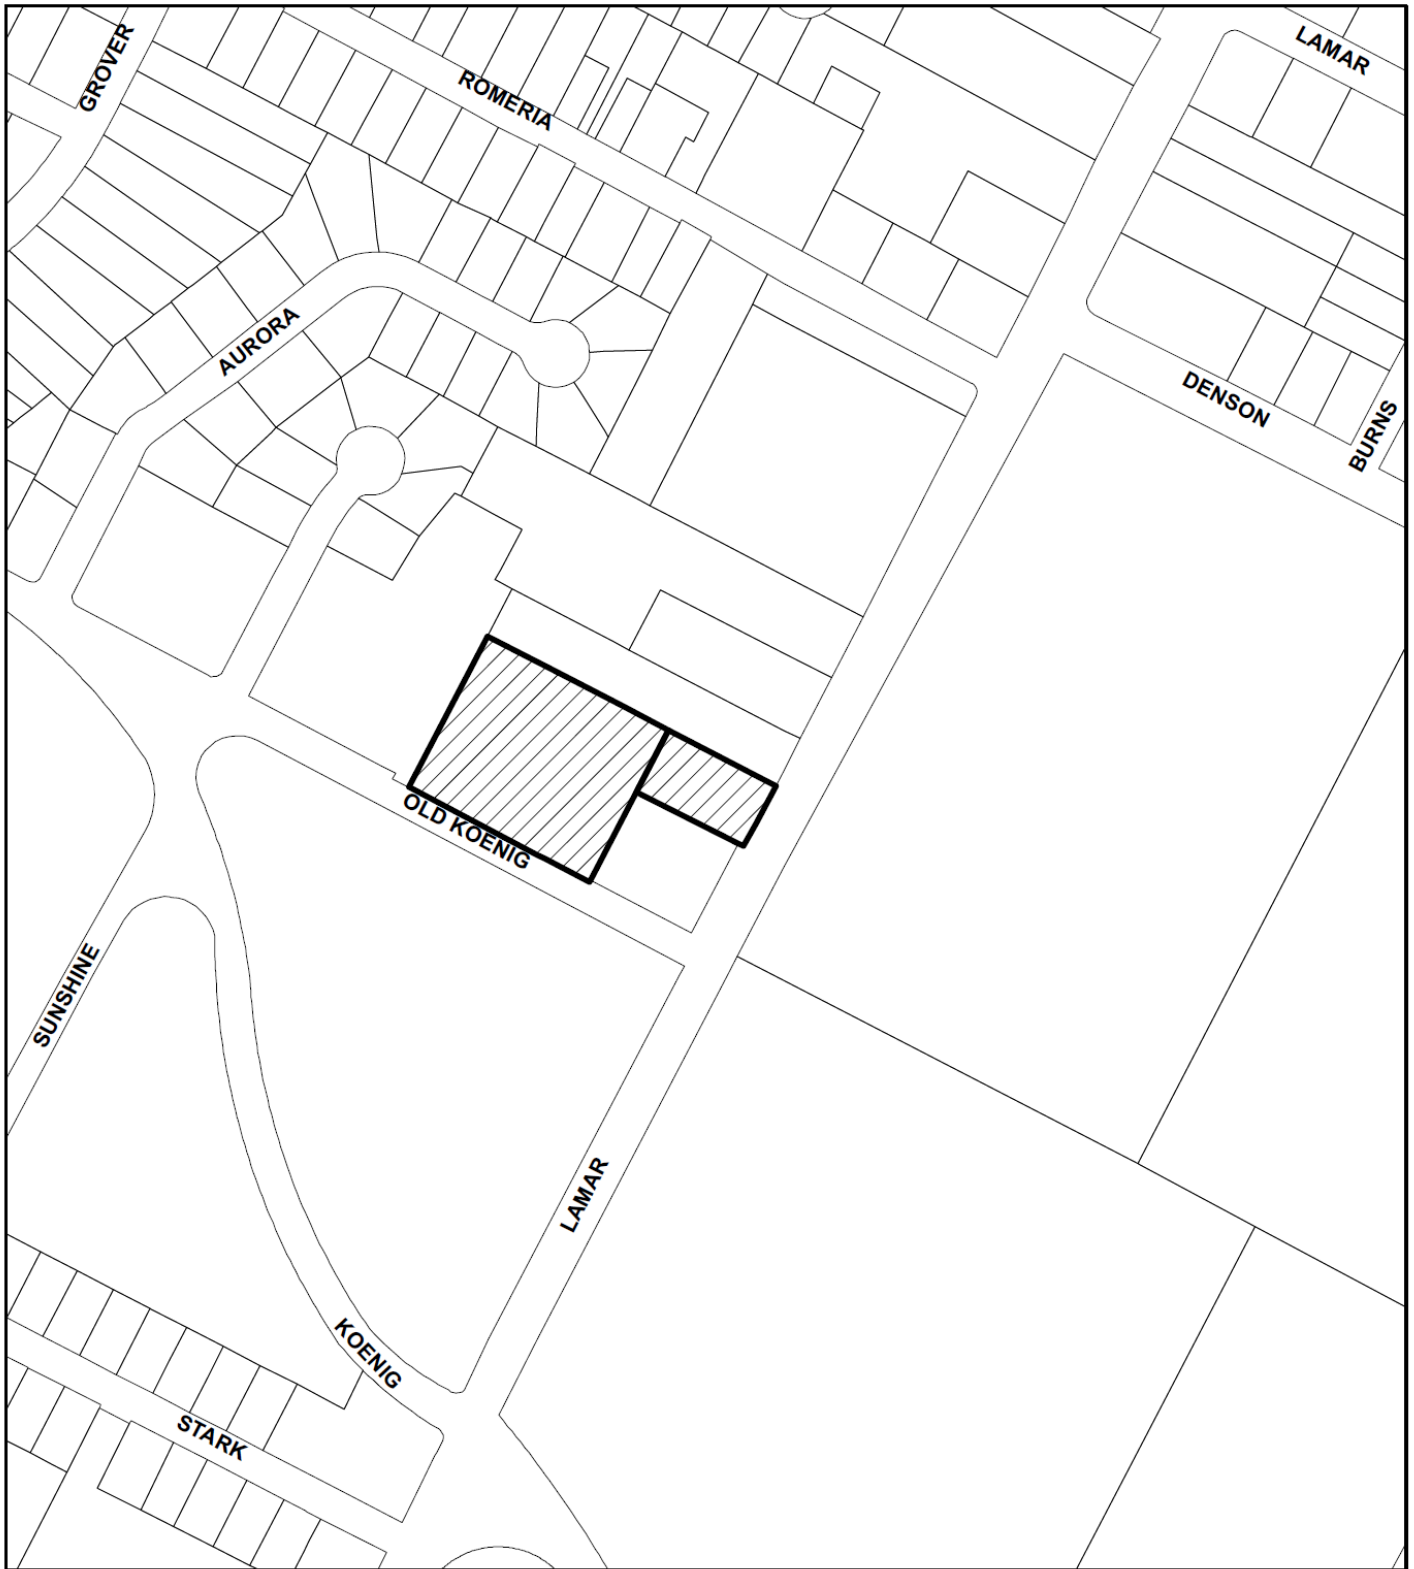 GROVER
LAMAR
ROMERIA
AURORA
DENSON
BURNS
OLD KOENIG
SUNSHINE
LAMAR
KOENIG
STARK